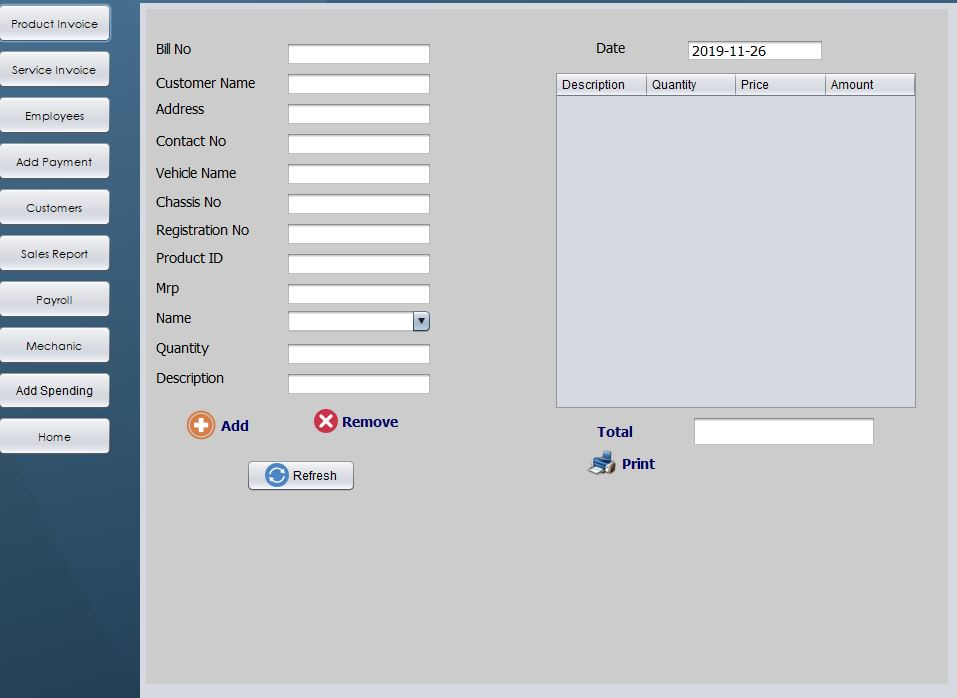 Product Invoice
Service Invoice
Employees
Add Payment
Customers
Sales Report
Payroll
Mechanic
Add Spending
Home
Bill No
Customer Name
Address
Contact No
Vehicle Name
Chassis No
Registration No
Product ID
Mrp
Name
Quantity
Description
Add Remove
Refresh
Date 2019-11-26
Description Quantity Price Amount
Total
Print